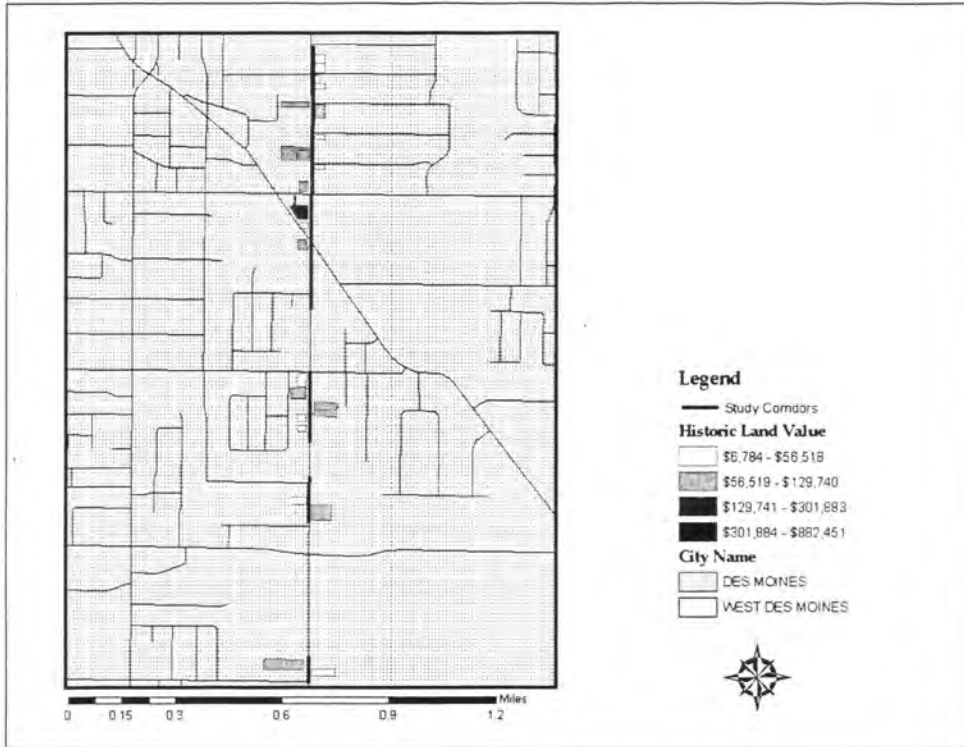 Legend
Study Corridors
Historic Land Value
$6,784 - $56,518
$56,519 - $129,740
$129,741 - $301,883
$301,884 - $882,451
City Name
DES MOINES
WEST DES MOINES
Miles
0 0.15 0.3 0.6 0.9 1.2